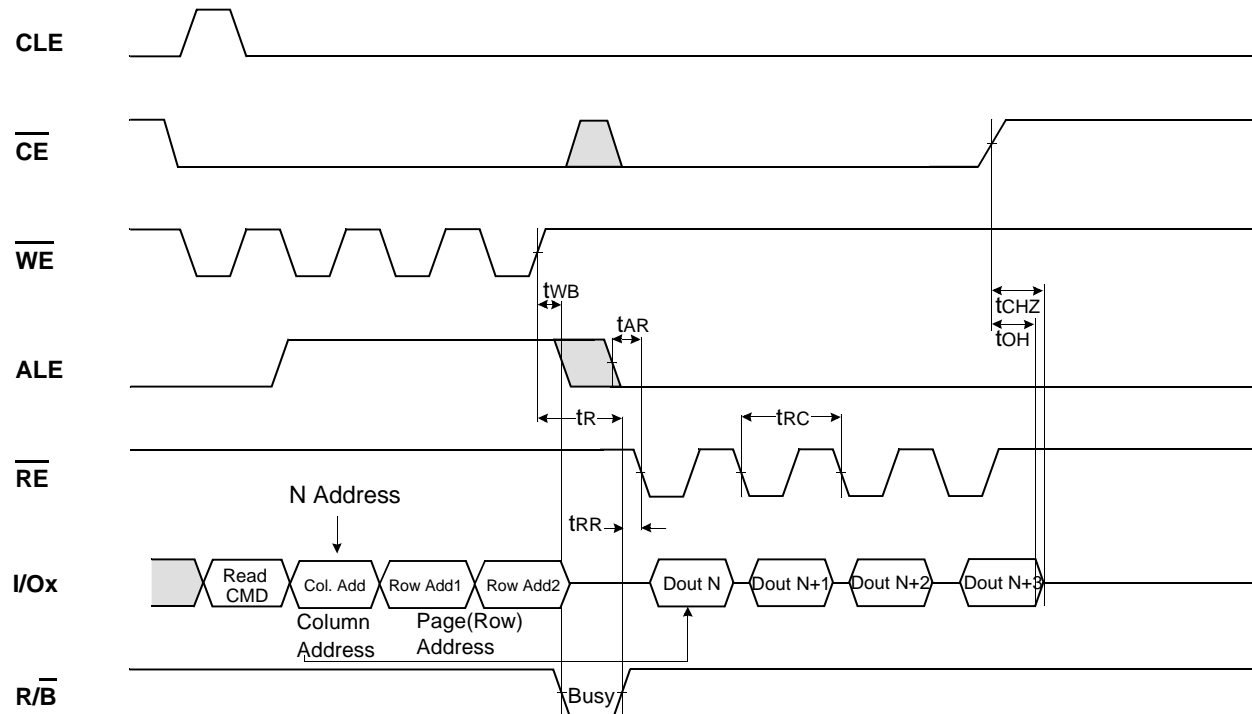 CLE
CE
WE
tWB
tCHZ
tAR
tOH
ALE
tR
tRC
RE
N Address
tRR
I/Ox
Read
CMD
Col. Add
Row Add1
Row Add2
Dout N
Dout N+1
Dout N+2
Dout N+3
Column
Address
Page(Row)
Address
R/B
Busy